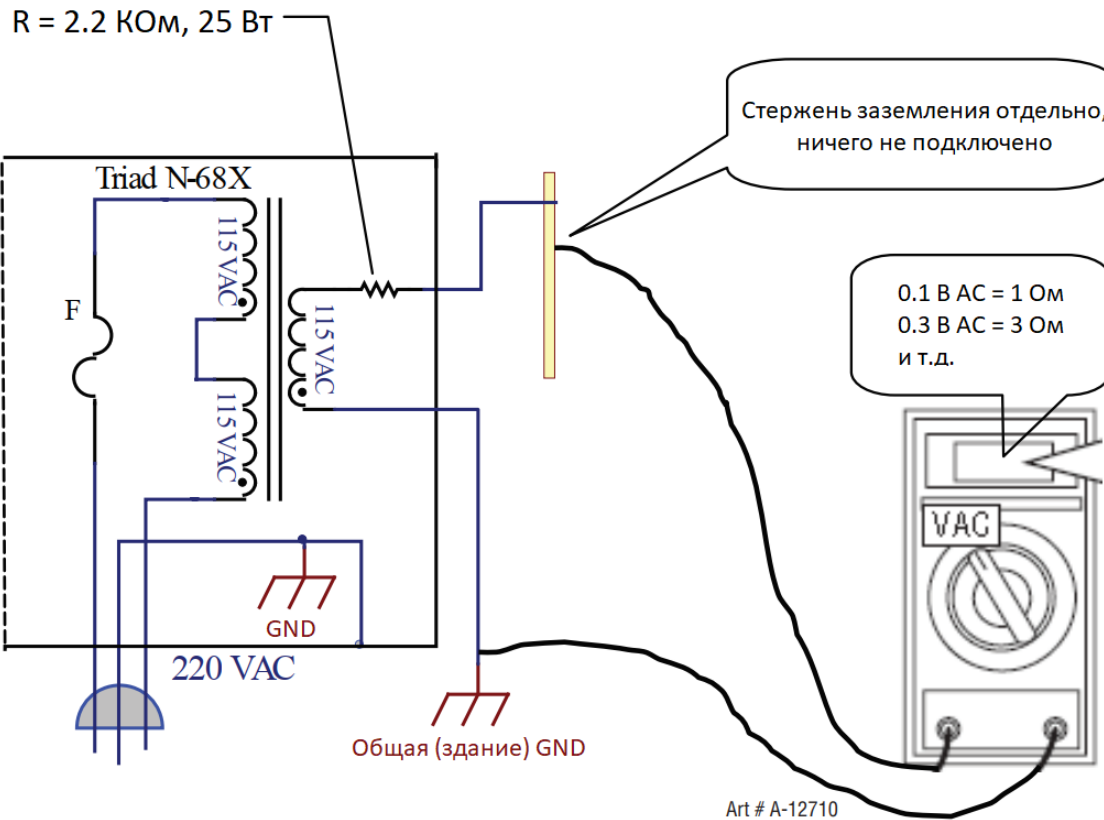 R = 2.2 КОм, 25 Вт
Стержень заземления отдельно,
ничего не подключено
Triad N-68X
115 VAC
115 VAC
115 VAC
F
0.1 В АС = 1 Ом
0.3 В АС = 3 Ом
и т.д.
VAC
GND
220 VAC
Общая (здание) GND
Art # A-12710